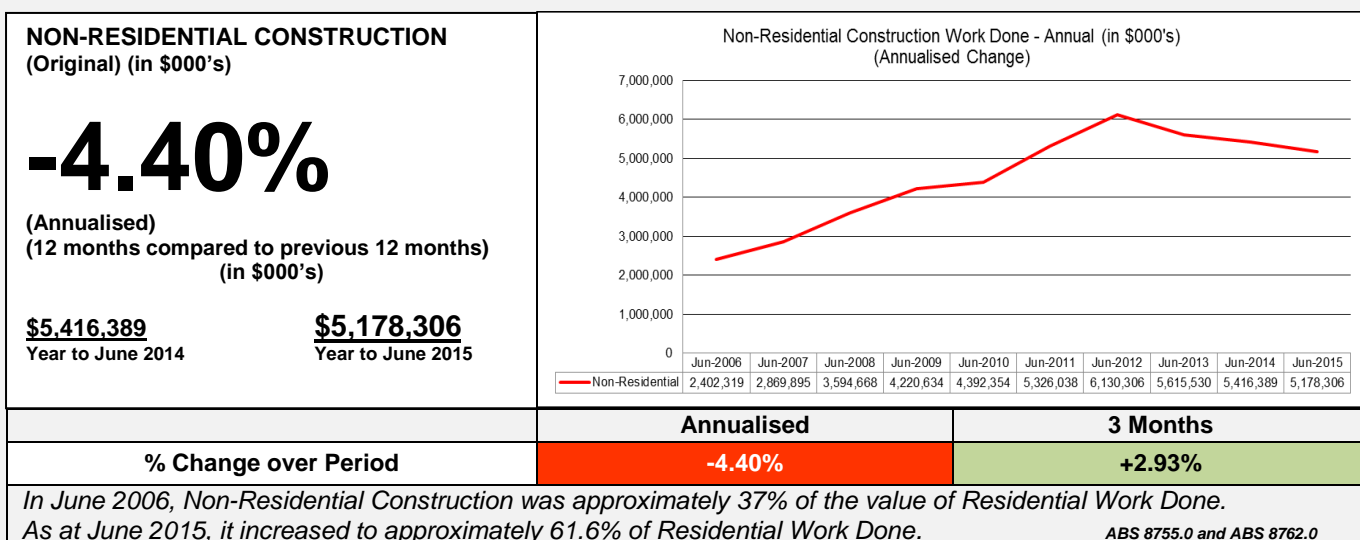 NON-RESIDENTIAL CONSTRUCTION
(Original) (in $000’s)
-4.40%
(Annualised)
(12 months compared to previous 12 months)
(in $000’s)
$5,416,389 $5,178,306
Year to June 2014 Year to June 2015
Non-Residential Construction Work Done - Annual (in $000's)
(Annualised Change)
7,000,000
6,000,000
5,000,000
4,000,000
3,000,000
2,000,000
1,000,000
0
Jun-2006 Jun-2007 Jun-2008 Jun-2009 Jun-2010 Jun-2011 Jun-2012 Jun-2013 Jun-2014 Jun-2015
Non-Residential 2,402,319 2,869,895 3,594,668 4,220,634 4,392,354 5,326,038 6,130,306 5,615,530 5,416,389 5,178,306
Annualised 3 Months
% Change over Period -4.40% +2.93%
In June 2006, Non-Residential Construction was approximately 37% of the value of Residential Work Done.
As at June 2015, it increased to approximately 61.6% of Residential Work Done. ABS 8755.0 and ABS 8762.0